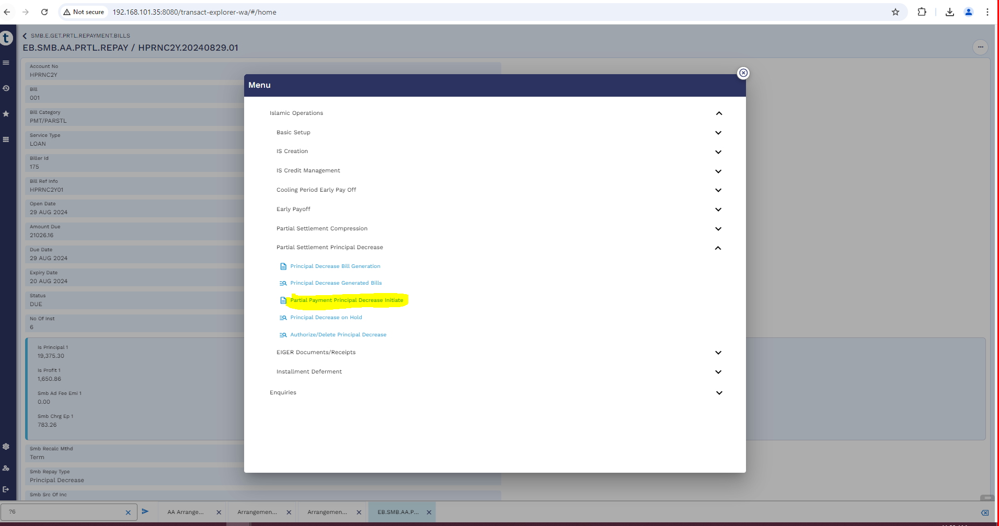 Not secure
192.168.101.35:8080/transact-explorer-wa/#/home
t
SMB.E.GET.PRTL.REPAYMENT.BILLS
EB.SMB.AA.PRTL.REPAY / HPRNC2Y.20240829.01
Account No
HPRNC2Y
Bill
001
Bill Category
PMT/PARSTL
Service Type
LOAN
Biller Id
175
Bill Ref Info
HPRNC2Y01
Open Date
29 AUG 2024
Amount Due
21026.16
Due Date
29 AUG 2024
Expiry Date
20 AUG 2024
Status
DUE
No Of Inst
6
Is Principal 1
19,375.30
Is Profit 1
1,650.86
Smb Ad Fee Emi 1
0.00
Smb Chrg Ep 1
783.26
Smb Recalc Mthd
Term
Smb Repay Type
Principal Decrease
Smb Src Of Inc
Menu
Islamic Operations
Basic Setup
IS Creation
IS Credit Management
Cooling Period Early Pay Off
Early Payoff
Partial Settlement Compression
Partial Settlement Principal Decrease
Principal Decrease Bill Generation
Principal Decrease Generated Bills
Partial Payment Principal Decrease Initiate
Principal Decrease on Hold
Authorize/Delete Principal Decrease
EIGER Documents/Receipts
Installment Deferment
Enquiries
?6
AA Arrange...
Arrangemen...
Arrangemen...
EB.SMB.AA.P...